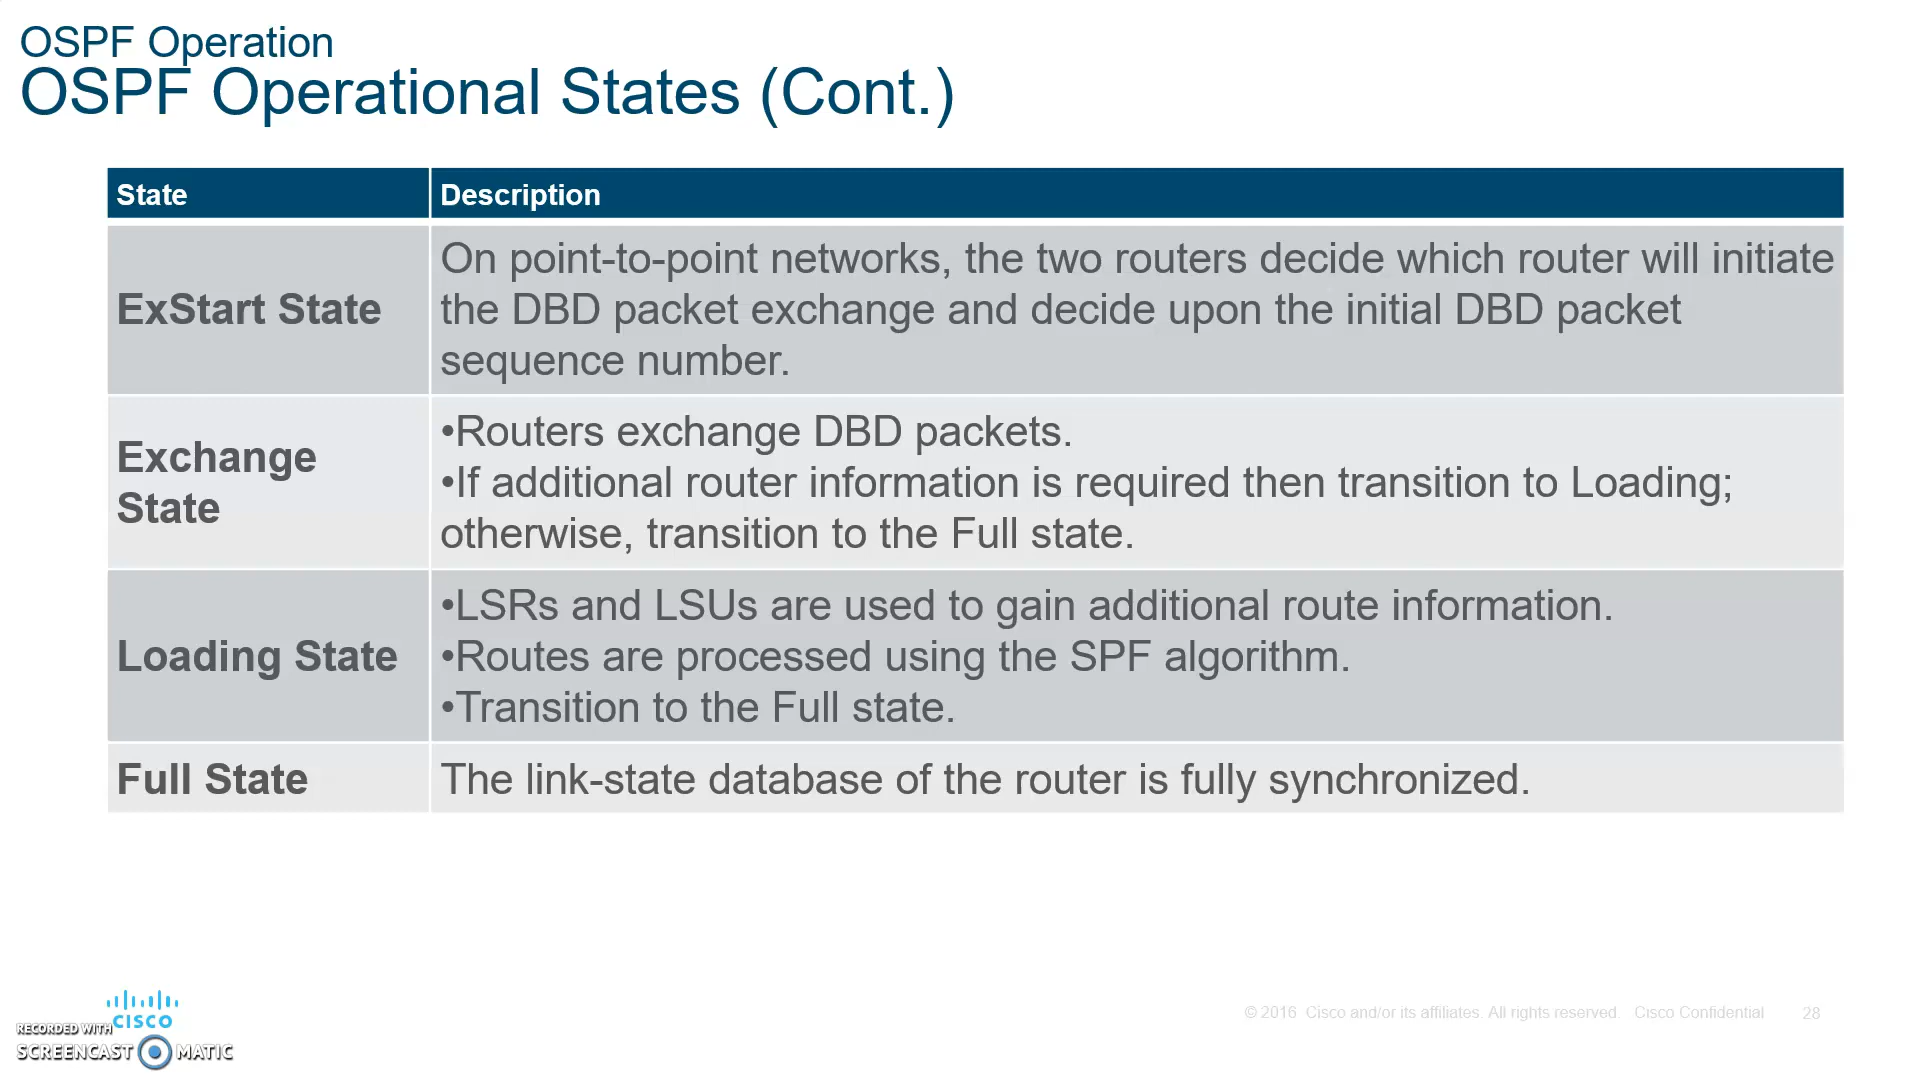 OSPF Operation
OSPF Operational States (Cont.)
State
Description
ExStart State
On point-to-point networks, the two routers decide which router will initiate
the DBD packet exchange and decide upon the initial DBD packet
sequence number.
Exchange
State
•Routers exchange DBD packets.
•If additional router information is required then transition to Loading;
otherwise, transition to the Full state.
Loading State
•LSRs and LSUs are used to gain additional route information.
•Routes are processed using the SPF algorithm.
•Transition to the Full state.
Full State
The link-state database of the router is fully synchronized.
CISCO
RECORDED WITH
SCREENCAST MATIC
© 2016 Cisco and/or its affiliates. All rights reserved. Cisco Confidential
28